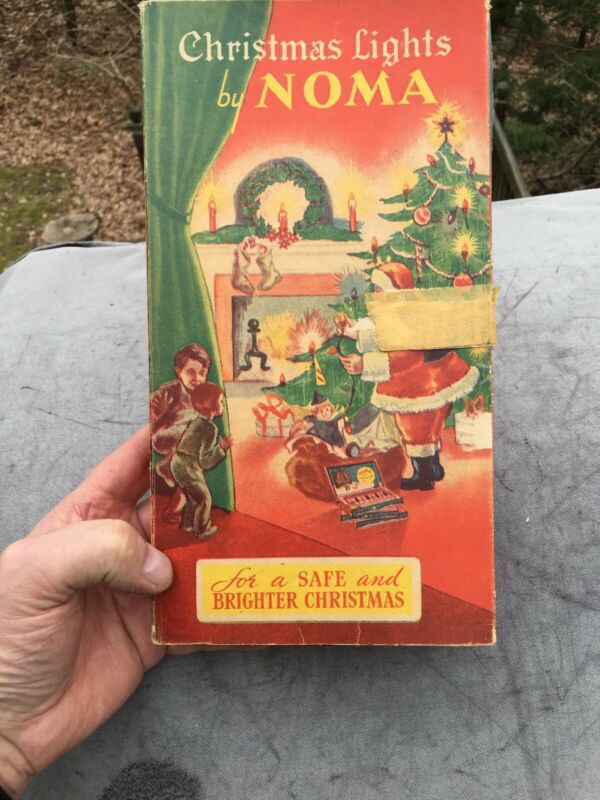 Christmas Lights
by NOMA
for a SAFE and
BRIGHTER CHRISTMAS